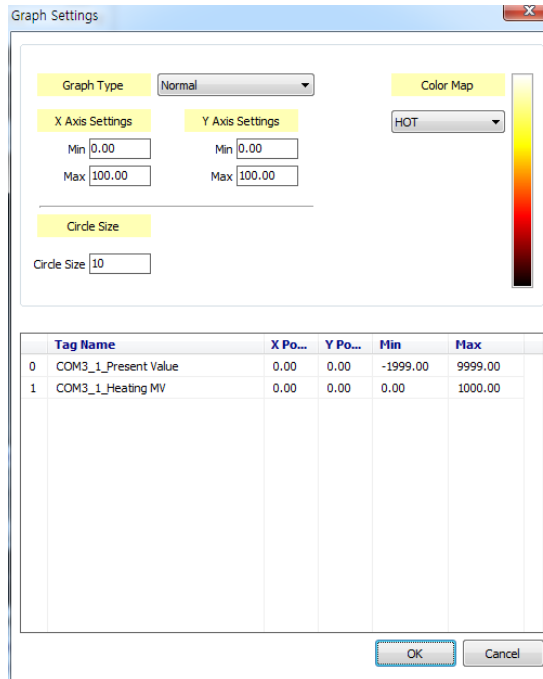 Graph Settings
Graph Type Normal Color Map
X Axis Settings Y Axis Settings HOT
Min 0.00 Min 0.00
Max 100.00 Max 100.00
Circle Size
Circle Size 10
Tag Name X Po... Y Po... Min Max
0 COM3_1_Present Value 0.00 0.00 -1999.00 9999.00
1 COM3_1_Heating MV 0.00 0.00 0.00 1000.00
OK Cancel